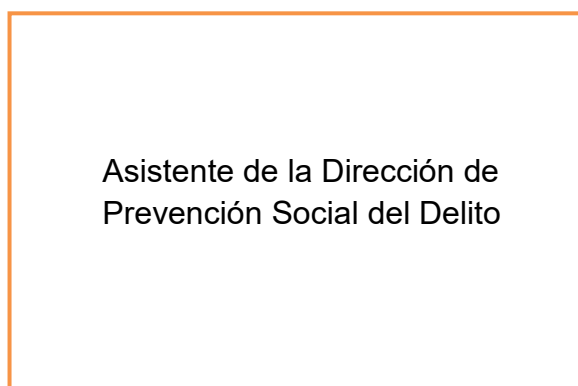 Asistente de la Dirección de
Prevención Social del Delito